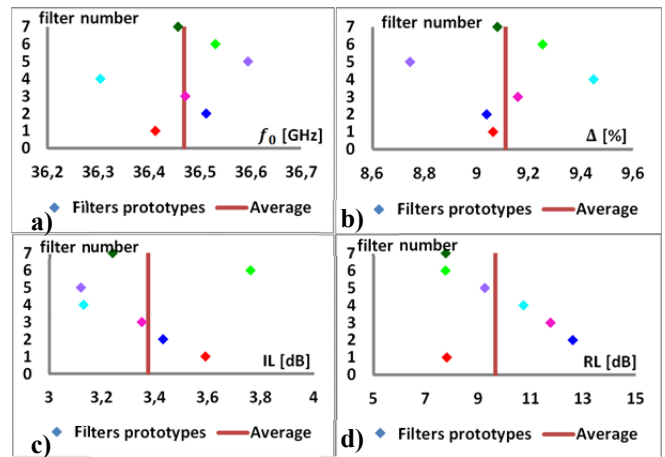 filter number
7
6
5
4
3
2
1
0
f₀ [GHz]
36,2 36,3 36,4 36,5 36,6 36,7
Filters prototypes Average
a)
filter number
7
6
5
4
3
2
1
0
Δ [%]
8,6 8,8 9 9,2 9,4 9,6
Filters prototypes Average
b)
filter number
7
6
5
4
3
2
1
0
IL [dB]
3 3,2 3,4 3,6 3,8 4
Filters prototypes Average
c)
filter number
7
6
5
4
3
2
1
0
RL [dB]
5 7 9 11 13 15
Filters prototypes Average
d)